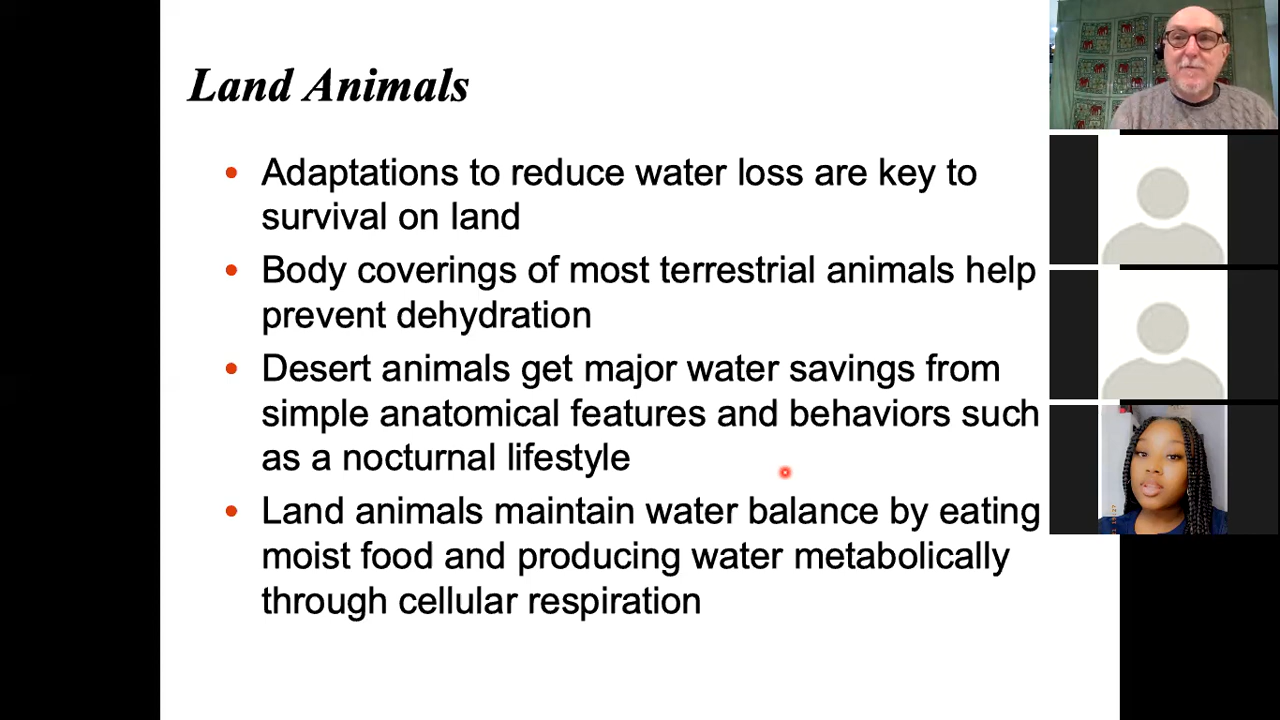 Land Animals
• Adaptations to reduce water loss are key to
survival on land
• Body coverings of most terrestrial animals help
prevent dehydration
• Desert animals get major water savings from
simple anatomical features and behaviors such
as a nocturnal lifestyle
• Land animals maintain water balance by eating
moist food and producing water metabolically
through cellular respiration